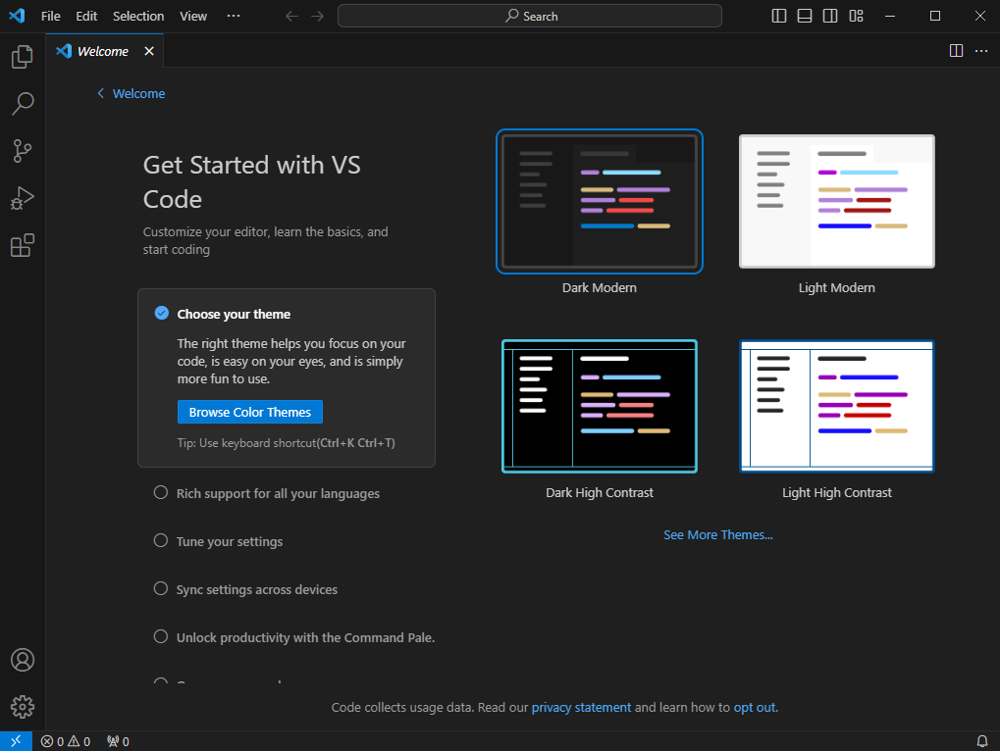 File Edit Selection View ··· Search
Welcome
Welcome
Get Started with VS
Code
Customize your editor, learn the basics, and
start coding
Choose your theme
The right theme helps you focus on your
code, is easy on your eyes, and is simply
more fun to use.
Browse Color Themes
Tip: Use keyboard shortcut(Ctrl+K Ctrl+T)
Rich support for all your languages
Tune your settings
Sync settings across devices
Unlock productivity with the Command Pale.
Dark Modern
Light Modern
Dark High Contrast
Light High Contrast
See More Themes...
Code collects usage data. Read our privacy statement and learn how to opt out.
0 0 0